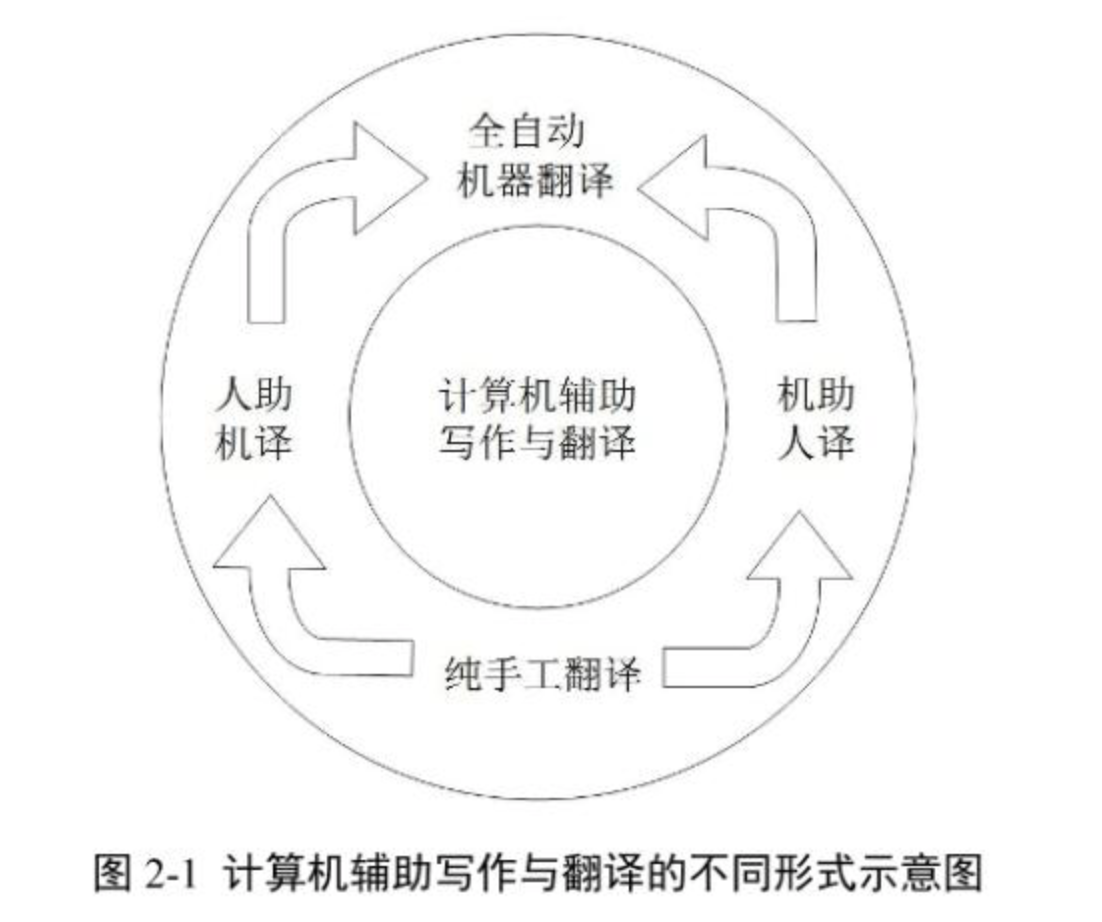 全自动
机器翻译
人助
机译
计算机辅助
写作与翻译
机助
人译
纯手工翻译
图 2-1 计算机辅助写作与翻译的不同形式示意图